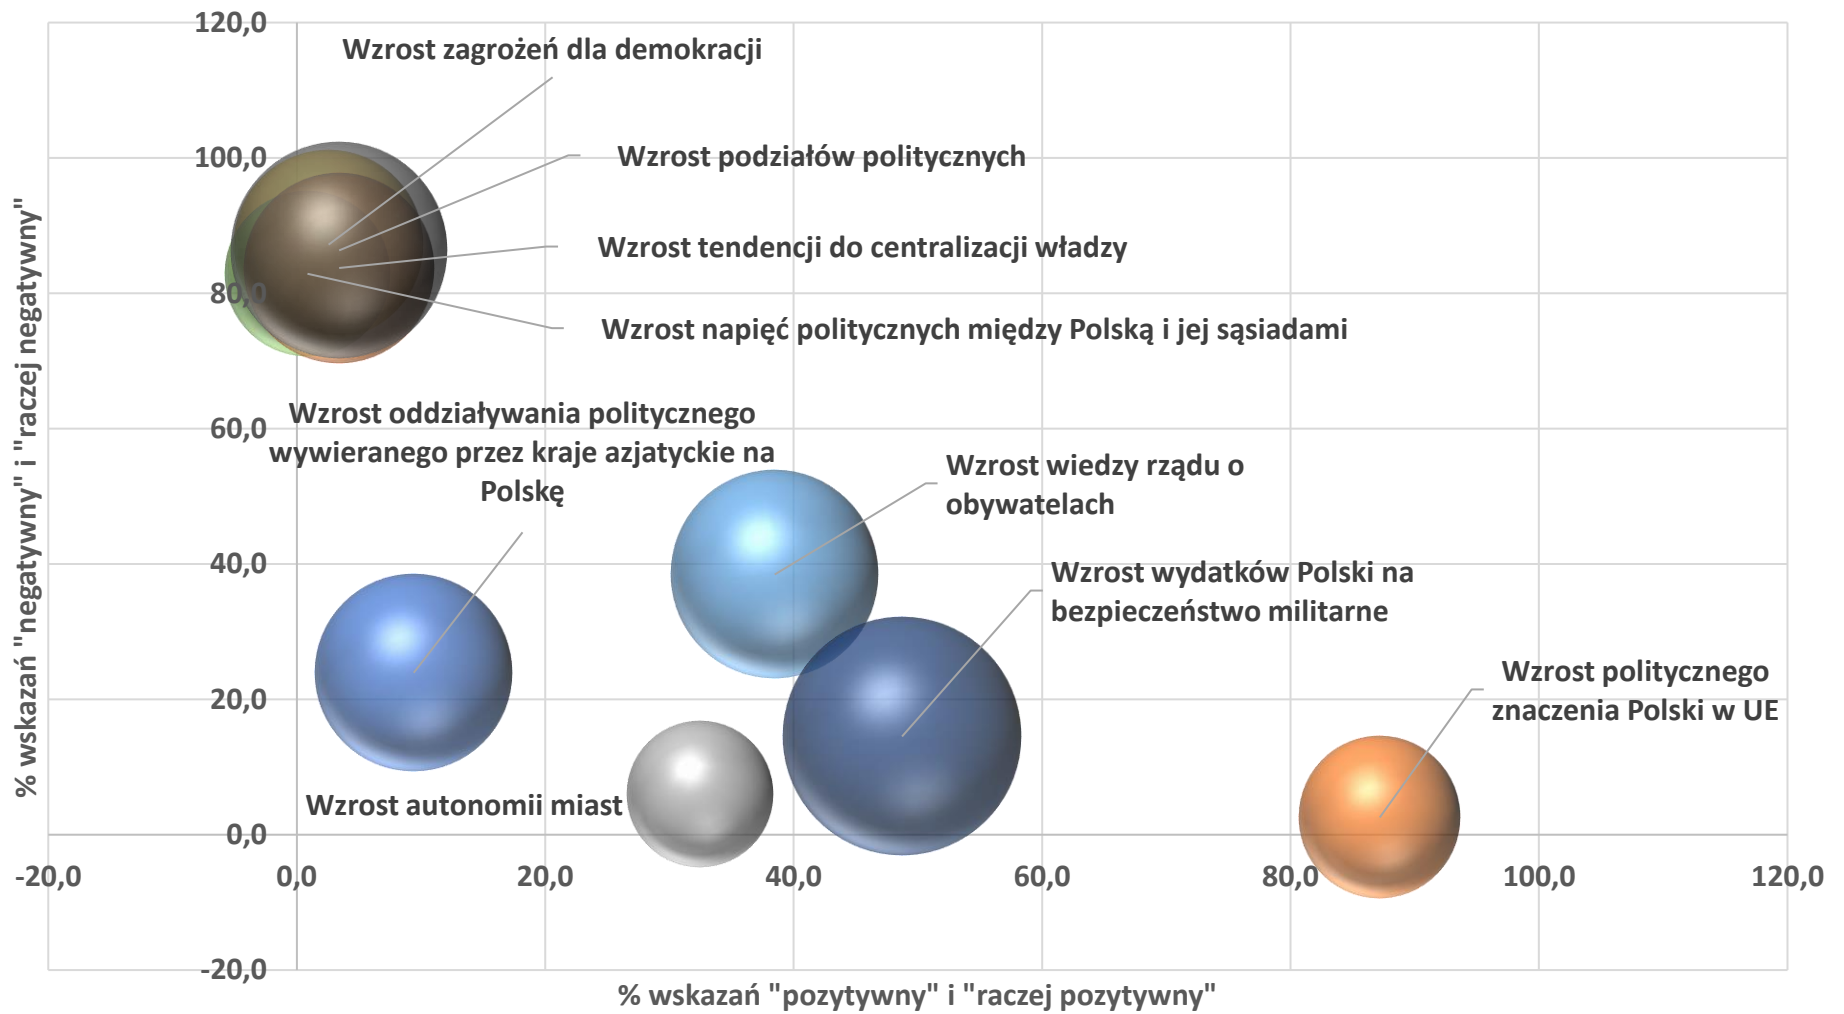 120,0
Wzrost zagrożeń dla demokracji
100,0
Wzrost podziałów politycznych
Wzrost tendencji do centralizacji władzy
80,0
Wzrost napięć politycznych między Polską i jej sąsiadami
60,0
Wzrost oddziaływania politycznego
wywieranego przez kraje azjatyckie na
Polskę
Wzrost wiedzy rządu o
obywatelach
40,0
Wzrost wydatków Polski na
bezpieczeństwo militarne
20,0
Wzrost politycznego
znaczenia Polski w UE
Wzrost autonomii miast
0,0
-20,0
0,0
20,0
40,0
60,0
80,0
100,0
120,0
-20,0
% wskazań "negatywny" i "raczej negatywny"
% wskazań "pozytywny" i "raczej pozytywny"